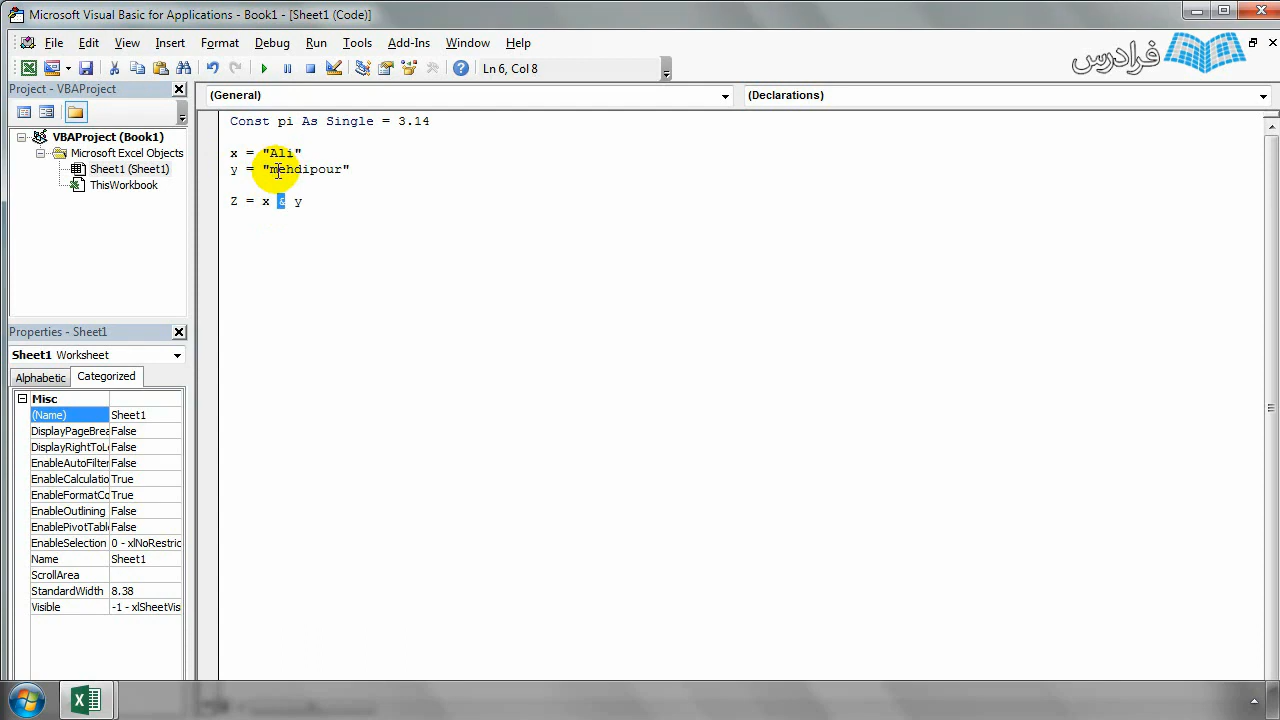 Microsoft Visual Basic for Applications - Book1 - [Sheet1 (Code)]
File Edit View Insert Format Debug Run Tools Add-Ins Window Help
Ln 6, Col 8
فرادرس
Project - VBAProject
(General)
(Declarations)
VBAProject (Book1)
Microsoft Excel Objects
Sheet1 (Sheet1)
ThisWorkbook
Const pi As Single = 3.14
x = "Ali"
y = "mehdipour"
Z = x & y
Properties - Sheet1
Sheet1 Worksheet
Alphabetic Categorized
Misc
(Name) Sheet1
DisplayPageBrea False
DisplayRightToLe False
EnableAutoFilter False
EnableCalculatio True
EnableFormatCo True
EnableOutlining False
EnablePivotTabl False
EnableSelection 0 - xlNoRestric
Name Sheet1
ScrollArea
StandardWidth 8.38
Visible -1 - xlSheetVis